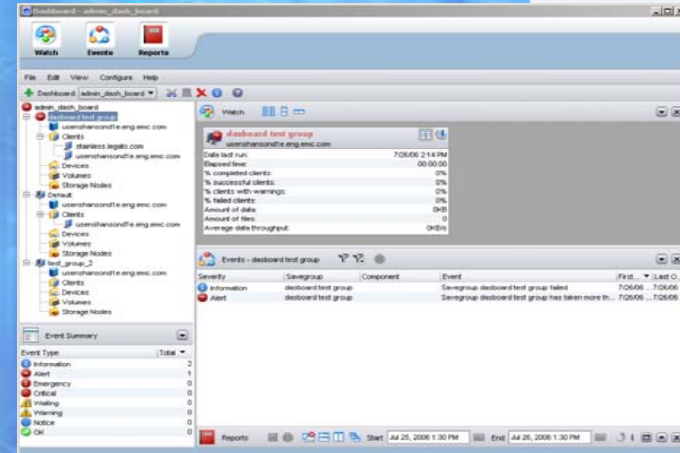 Dashboard - admin_dash_board
Watch Events Reports
File Edit View Configure Help
Dashboard admin_dash_board
admin_dash_board
dasboard test group
usenshansond1e.eng.emc.com
Clients
stainless.legato.com
usenshansond1e.eng.emc.com
Devices
Volumes
Storage Nodes
Default
usenshansond1e.eng.emc.com
Clients
usenshansond1e.eng.emc.com
Devices
Volumes
Storage Nodes
test_group_2
usenshansond1e.eng.emc.com
Clients
Devices
Volumes
Storage Nodes
Event Summary
Event Type Total
Information 2
Alert 1
Emergency 0
Critical 0
Waiting 0
Warning 0
Notice 0
OK 0
Watch
dasboard test group
usenshansond1e.eng.emc.com
Date last run: 7/26/06 2:14 PM
Elapsed time: 00:00:00
% completed clients: 0%
% successful clients: 0%
% clients with warnings: 0%
% failed clients: 0%
Amount of data: 0KB
Amount of files: 0
Average data throughput: 0KB/s
Events - dasboard test group
Severity Savegroup Component Event First... Last O...
Information dasboard test group Savegroup dasboard test group failed 7/26/06 ... 7/26/06
Alert dasboard test group Savegroup dasboard test group has taken more th... 7/26/06 ... 7/26/06
Reports Start Jul 25, 2006 1:30 PM End Jul 26, 2006 1:30 PM